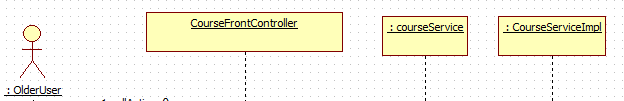 CourseFrontController
: courseService
: CourseServiceImpl
: OlderUser